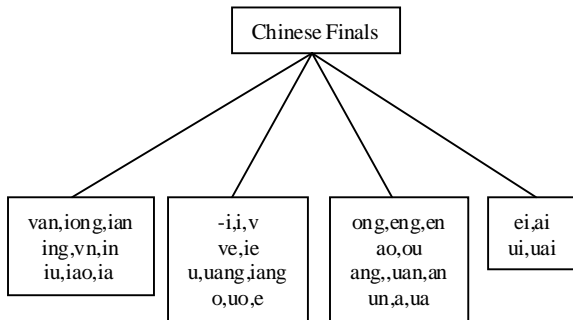 Chinese Finals
van,iong,ian
ing,vn,in
iu,iao,ia
-i,i,v
ve,ie
u,uang,iang
o,uo,e
ong,eng,en
ao,ou
ang,,uan,an
un,a,ua
ei,ai
ui,uai